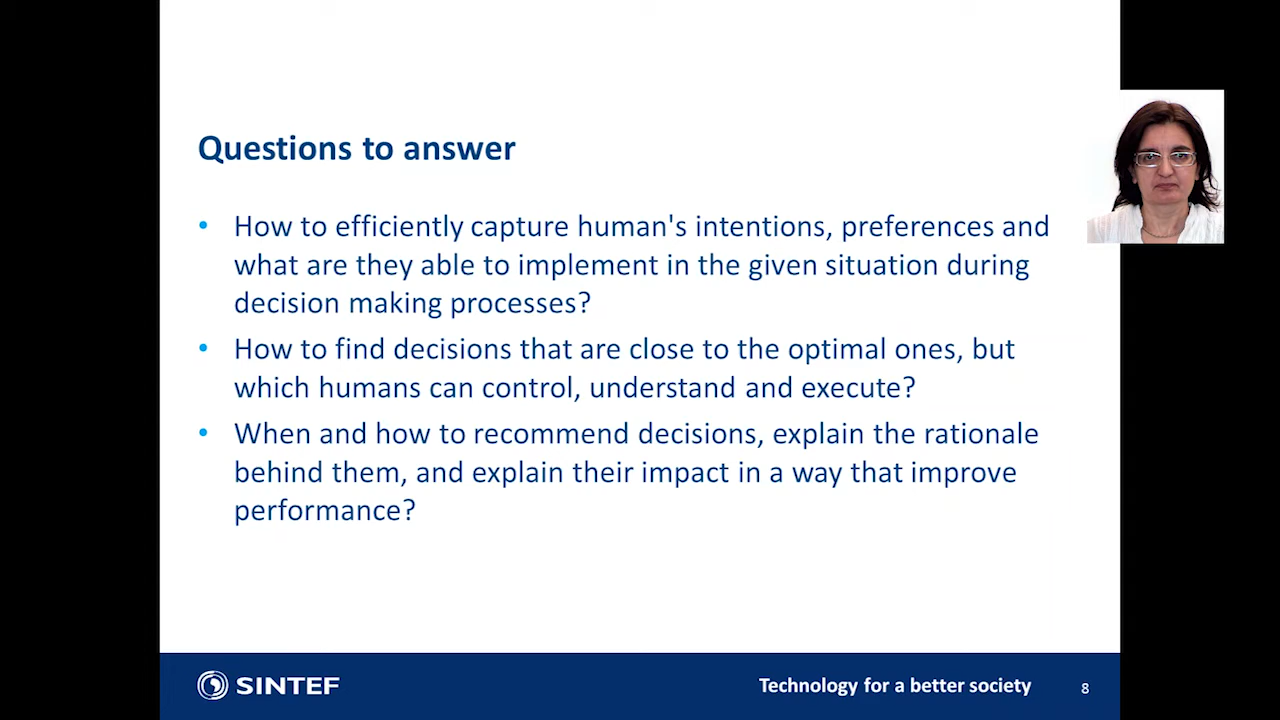 Questions to answer
• How to efficiently capture human's intentions, preferences and
what are they able to implement in the given situation during
decision making processes?
• How to find decisions that are close to the optimal ones, but
which humans can control, understand and execute?
• When and how to recommend decisions, explain the rationale
behind them, and explain their impact in a way that improve
performance?
SINTEF
Technology for a better society
8